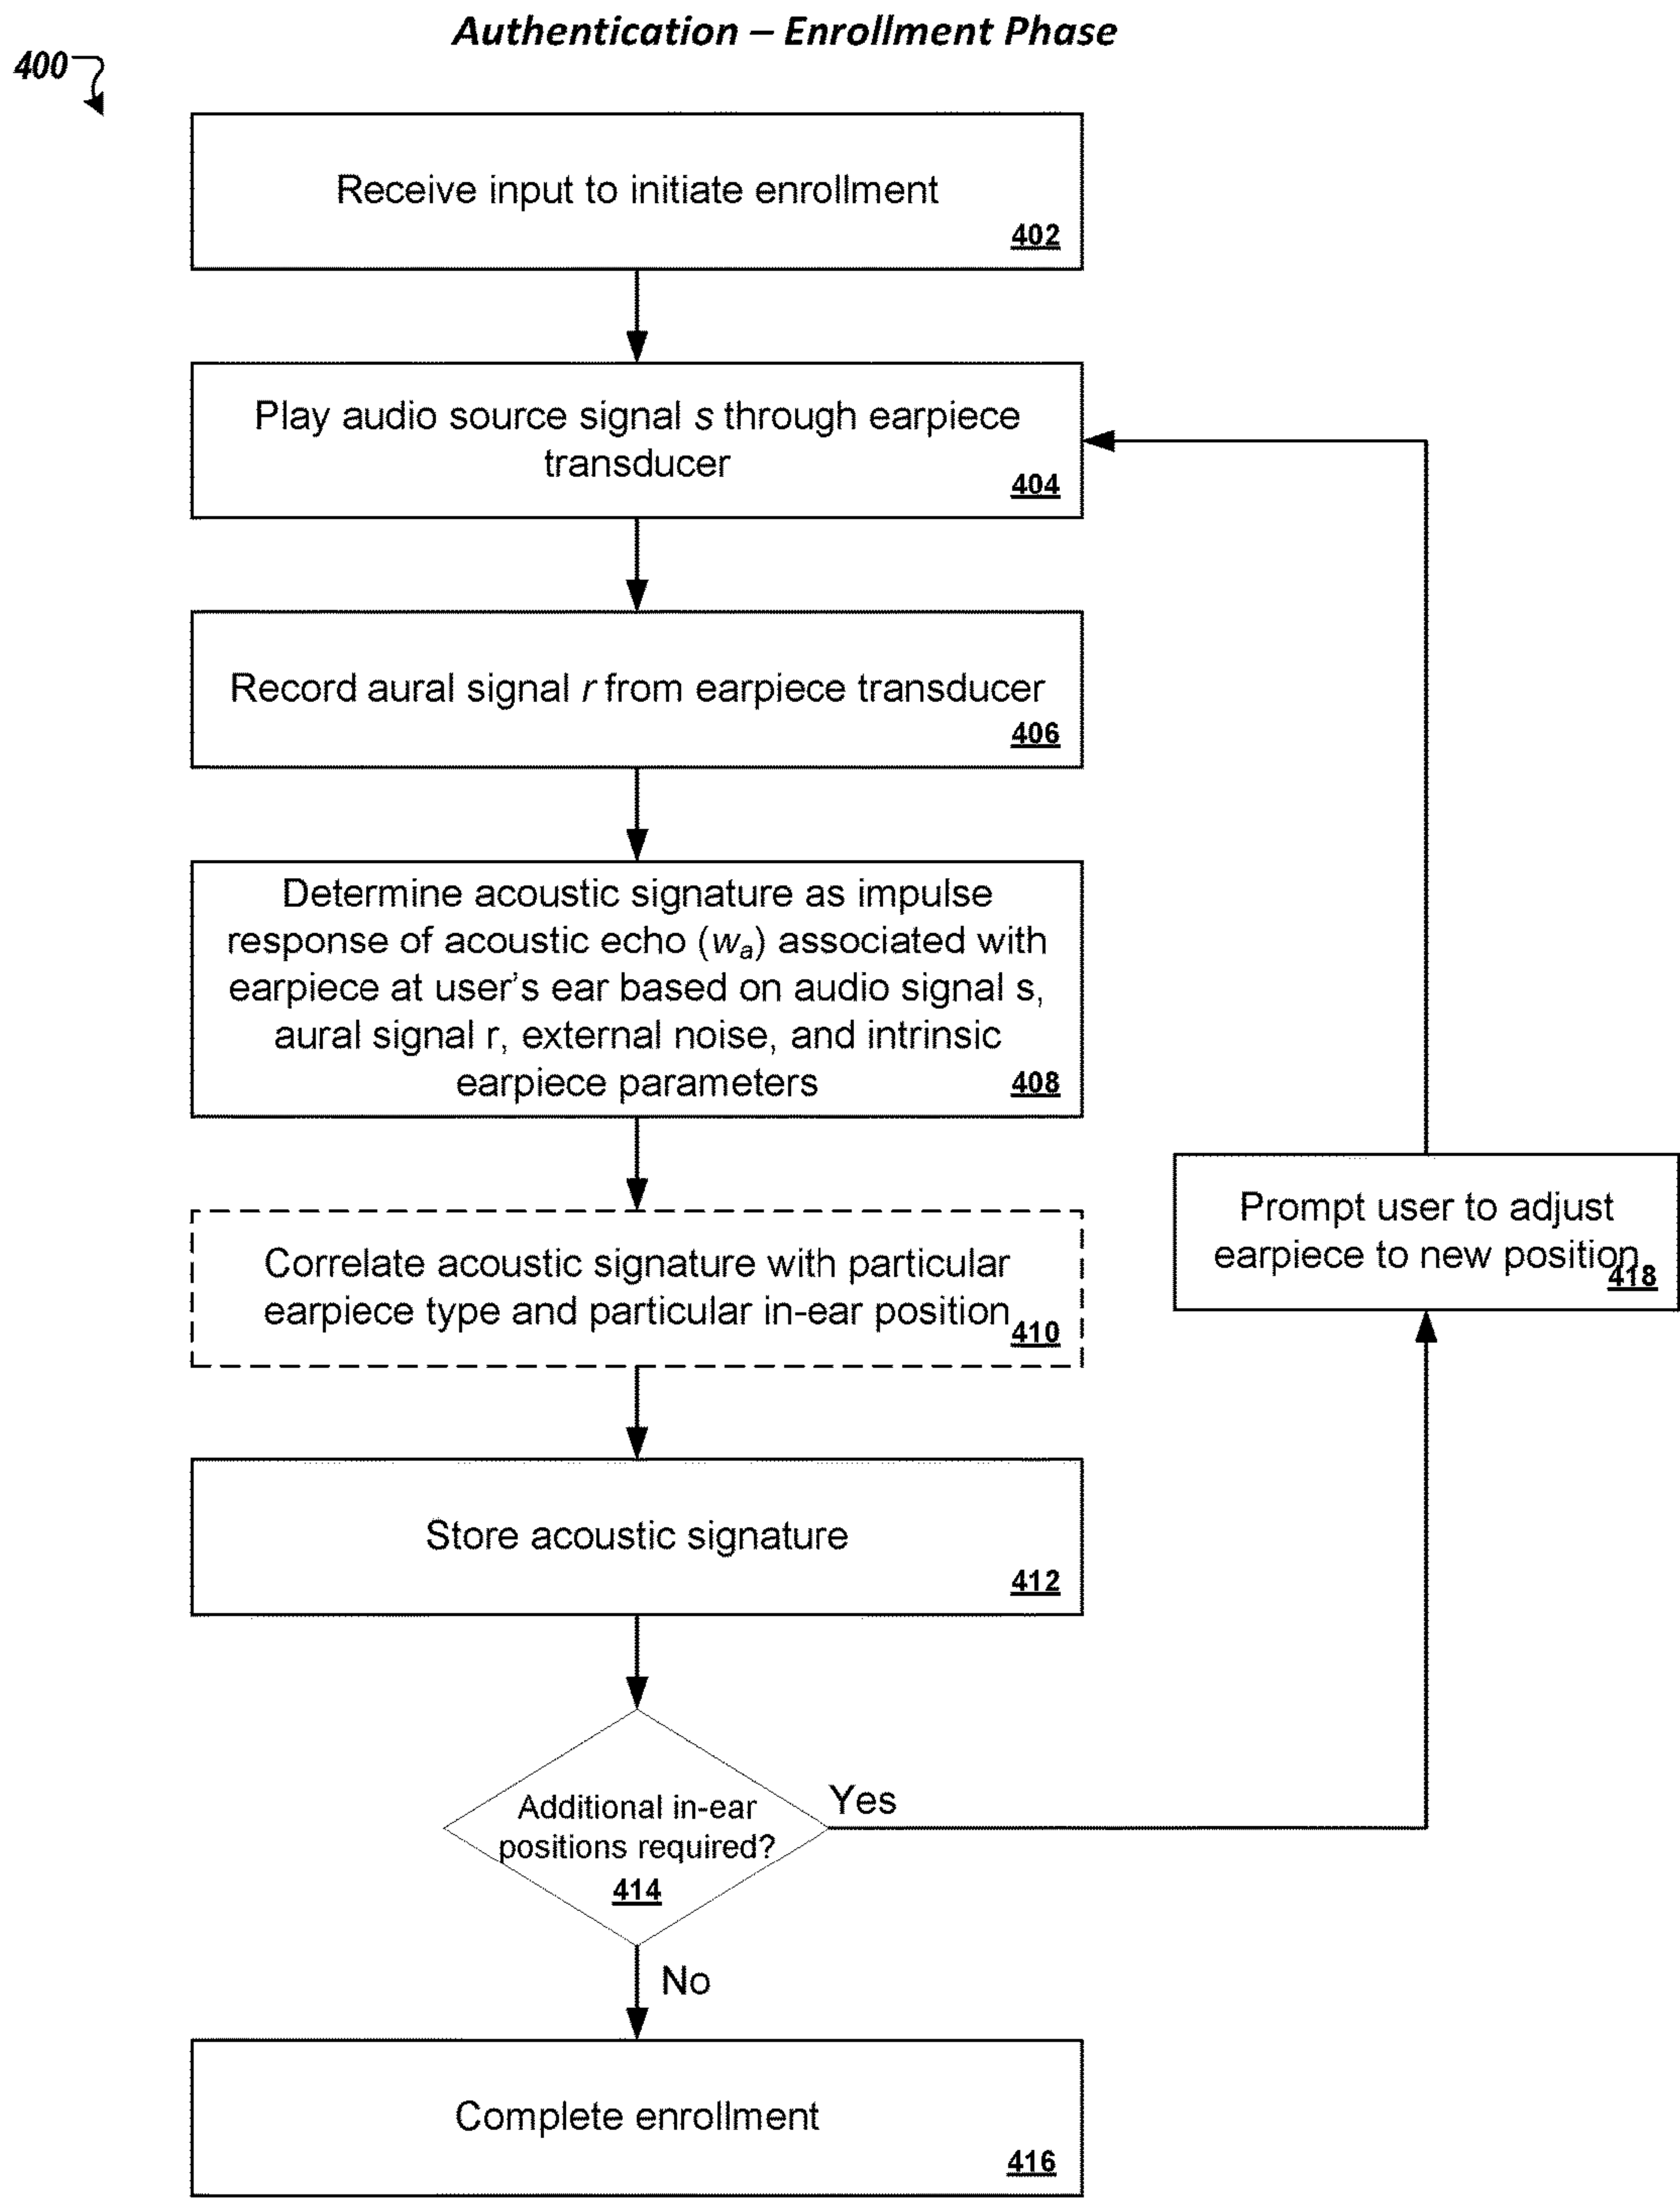 Authentication – Enrollment Phase
400
Receive input to initiate enrollment
402
Play audio source signal s through earpiece
transducer
404
Record aural signal r from earpiece transducer
406
Determine acoustic signature as impulse
response of acoustic echo (wₐ) associated with
earpiece at user's ear based on audio signal s,
aural signal r, external noise, and intrinsic
earpiece parameters
408
Correlate acoustic signature with particular
earpiece type and particular in-ear position
410
Prompt user to adjust
earpiece to new position
418
Store acoustic signature
412
Additional in-ear
positions required?
414
Yes
No
Complete enrollment
416